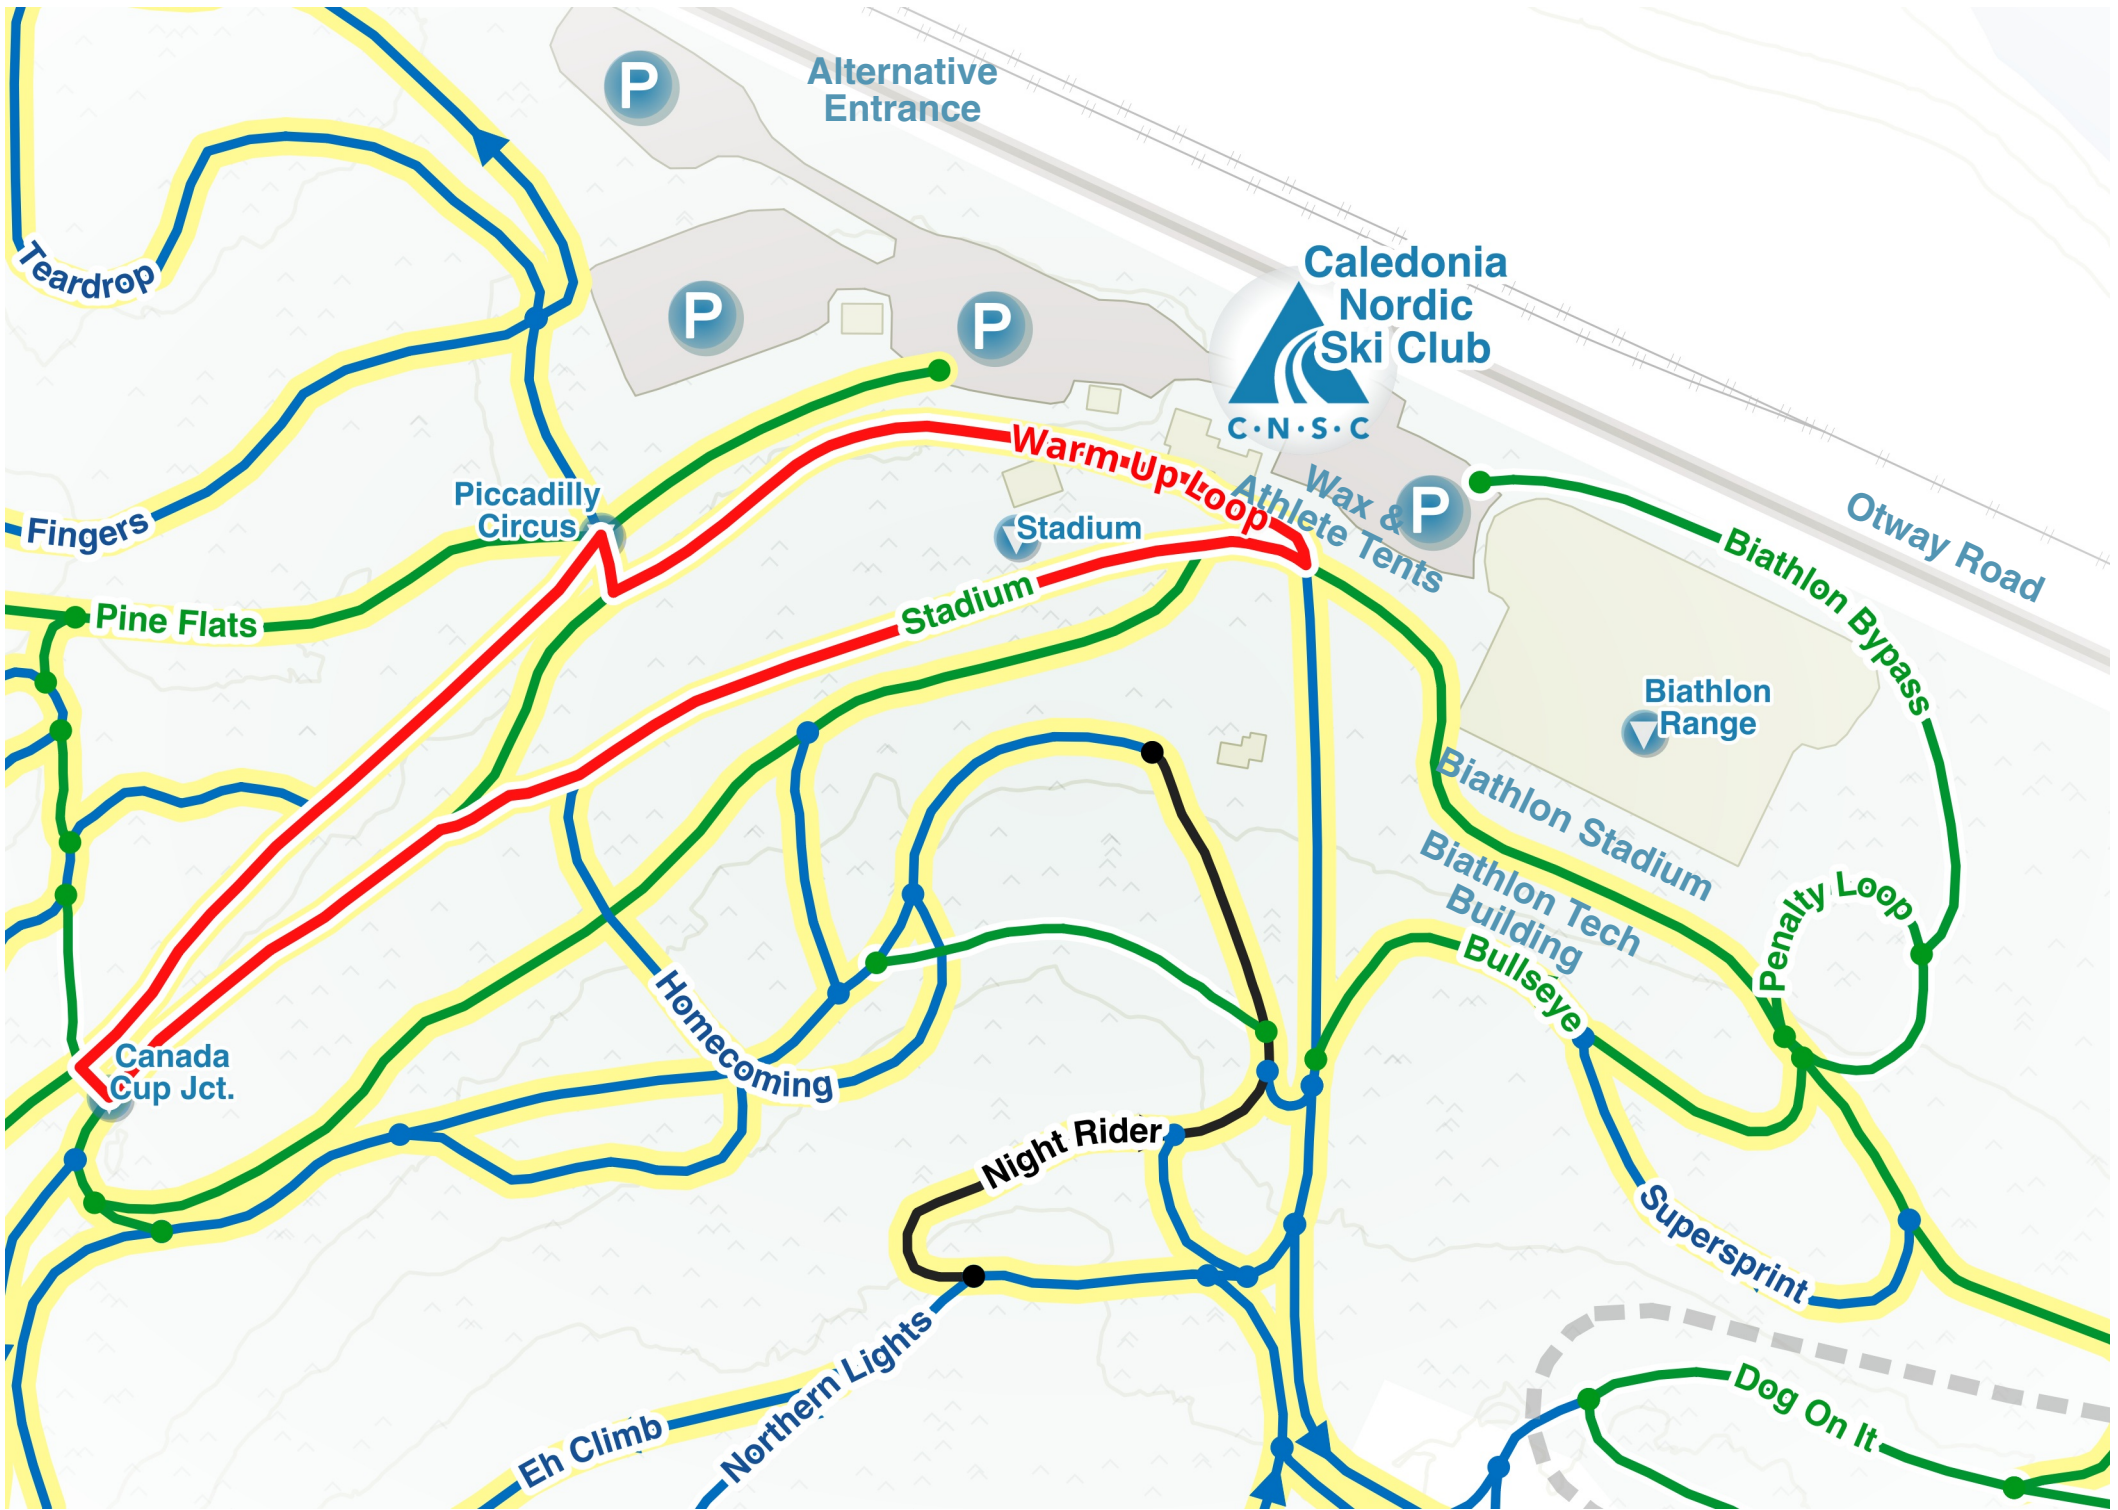 P
Alternative
Entrance
Teardrop
P
P
Caledonia
Nordic
Ski Club
C·N·S·C
Warm-Up Loop
Wax &
Athlete Tents
P
Otway Road
Piccadilly
Circus
Fingers
Stadium
Biathlon Bypass
Stadium
Pine Flats
Biathlon
Range
Biathlon Stadium
Biathlon Tech
Building
Penalty Loop
Bullseye
Homecoming
Canada
Cup Jct.
Night Rider
Supersprint
Northern Lights
Eh Climb
Dog On It